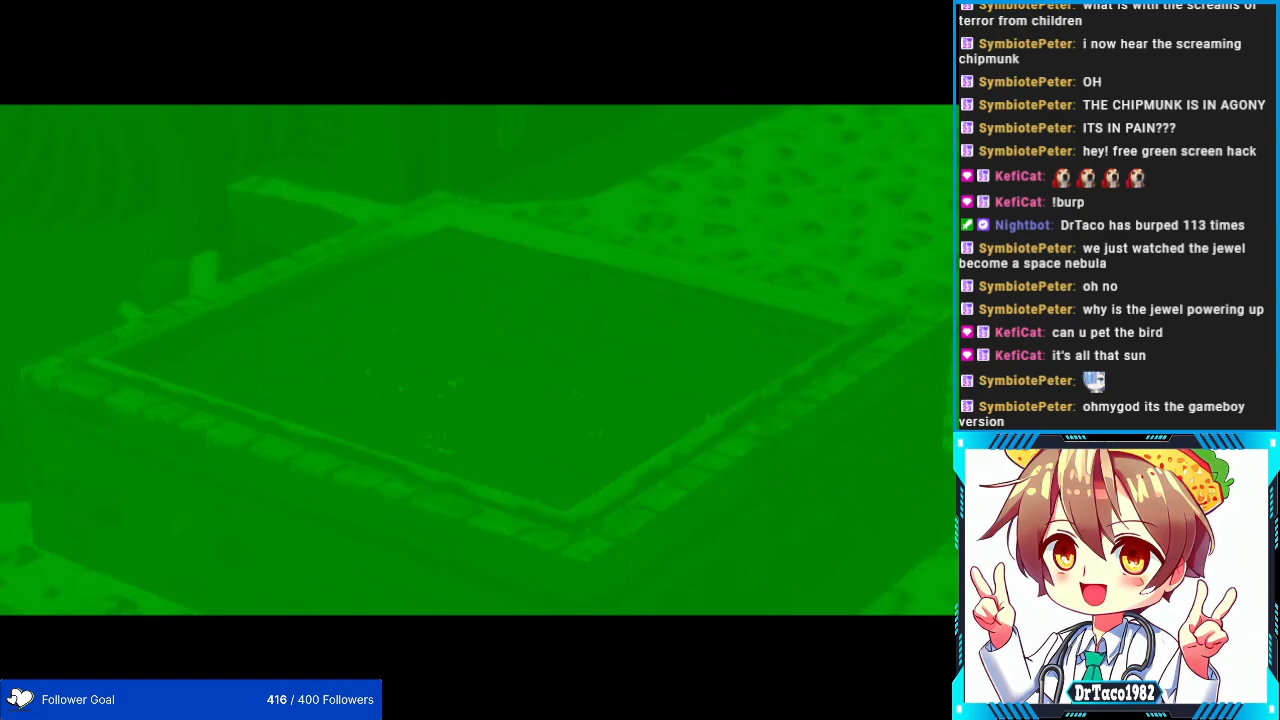 SymbiotePeter: what is with the screams of
terror from children
SymbiotePeter: i now hear the screaming
chipmunk
SymbiotePeter: OH
SymbiotePeter: THE CHIPMUNK IS IN AGONY
SymbiotePeter: ITS IN PAIN???
SymbiotePeter: hey! free green screen hack
KefiCat:
KefiCat: !burp
Nightbot: DrTaco has burped 113 times
SymbiotePeter: we just watched the jewel
become a space nebula
SymbiotePeter: oh no
SymbiotePeter: why is the jewel powering up
KefiCat: can u pet the bird
KefiCat: it's all that sun
SymbiotePeter:
SymbiotePeter: ohmygod its the gameboy
version
DrTaco1982
Follower Goal 416 / 400 Followers